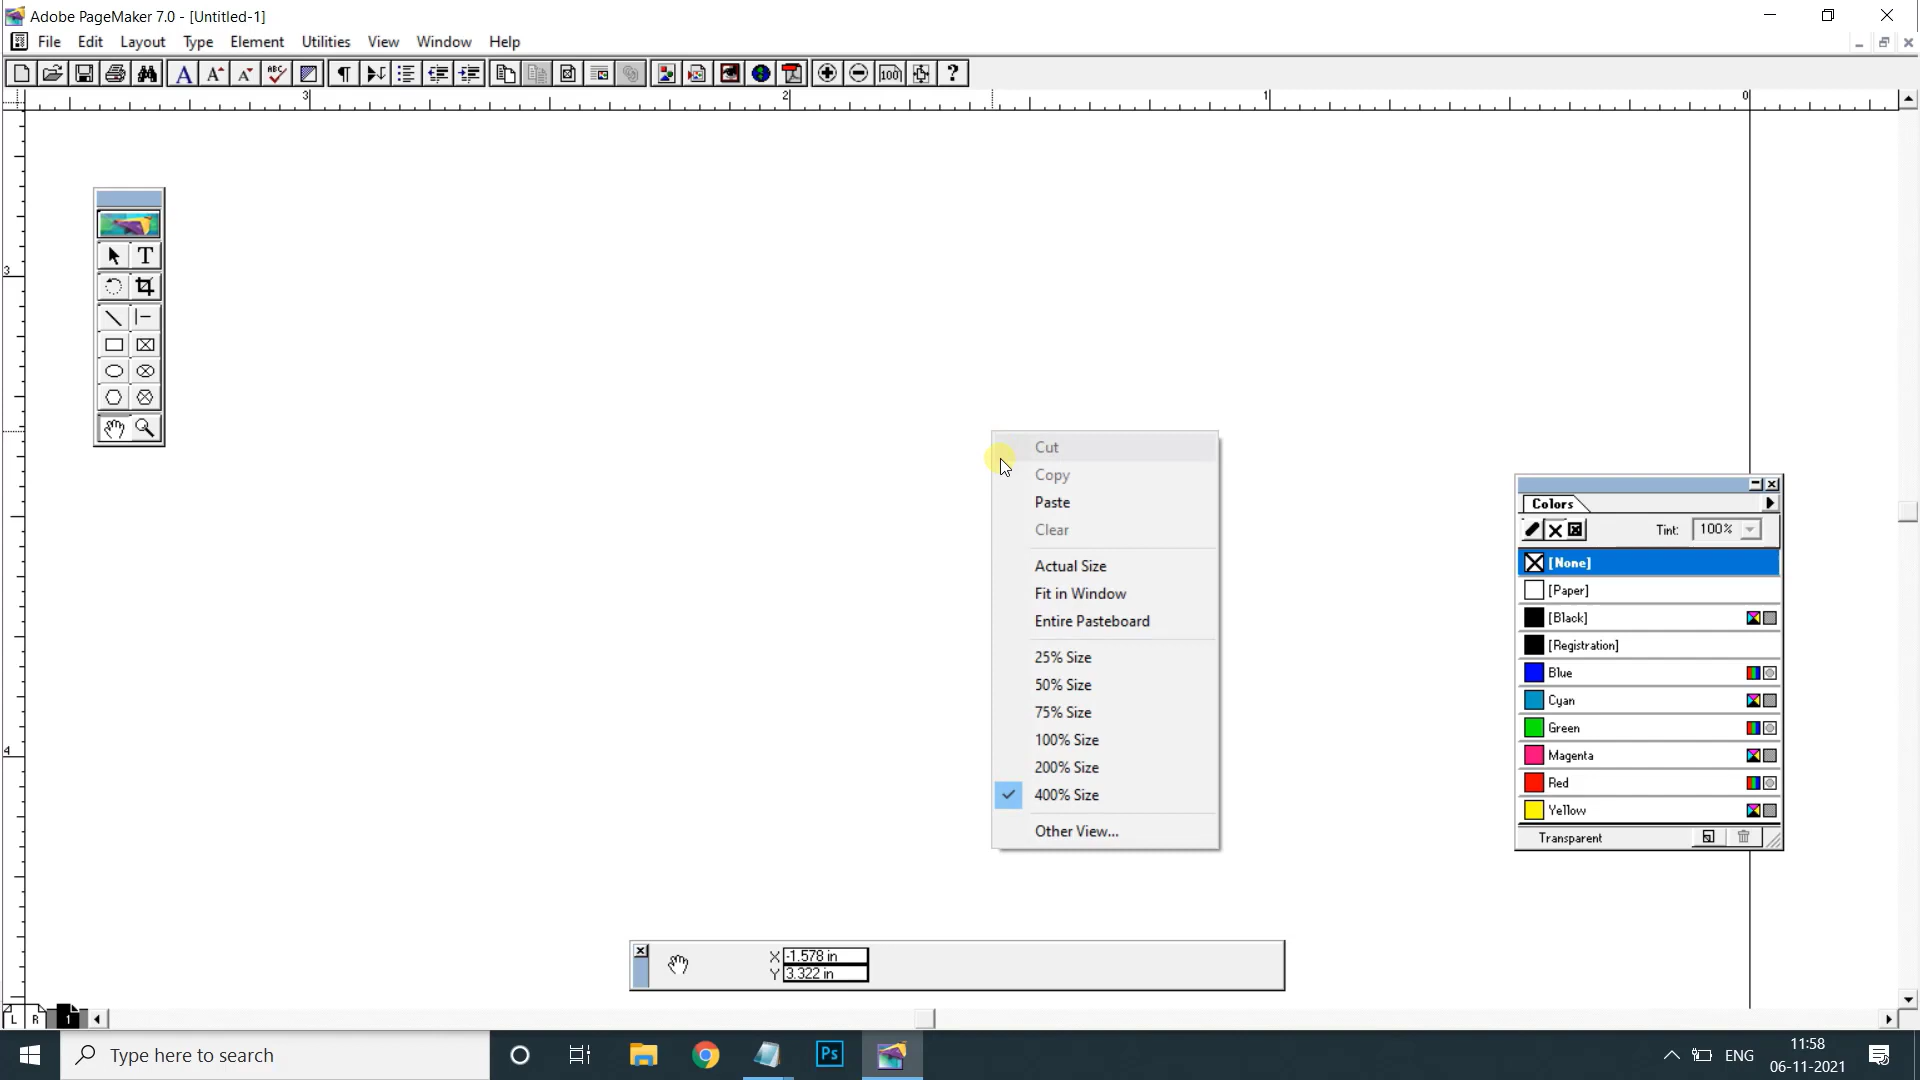 Adobe PageMaker 7.0 - [Untitled-1]
File Edit Layout Type Element Utilities View Window Help
3 2 1 0
3
4
T
Cut
Copy
Paste
Clear
Actual Size
Fit in Window
Entire Pasteboard
25% Size
50% Size
75% Size
100% Size
200% Size
400% Size
Other View...
Colors
Tint: 100%
[None]
[Paper]
[Black]
[Registration]
Blue
Cyan
Green
Magenta
Red
Yellow
Transparent
X -1.578 in
Y 3.322 in
L R 1
Type here to search
Ps
ENG
11:58
06-11-2021